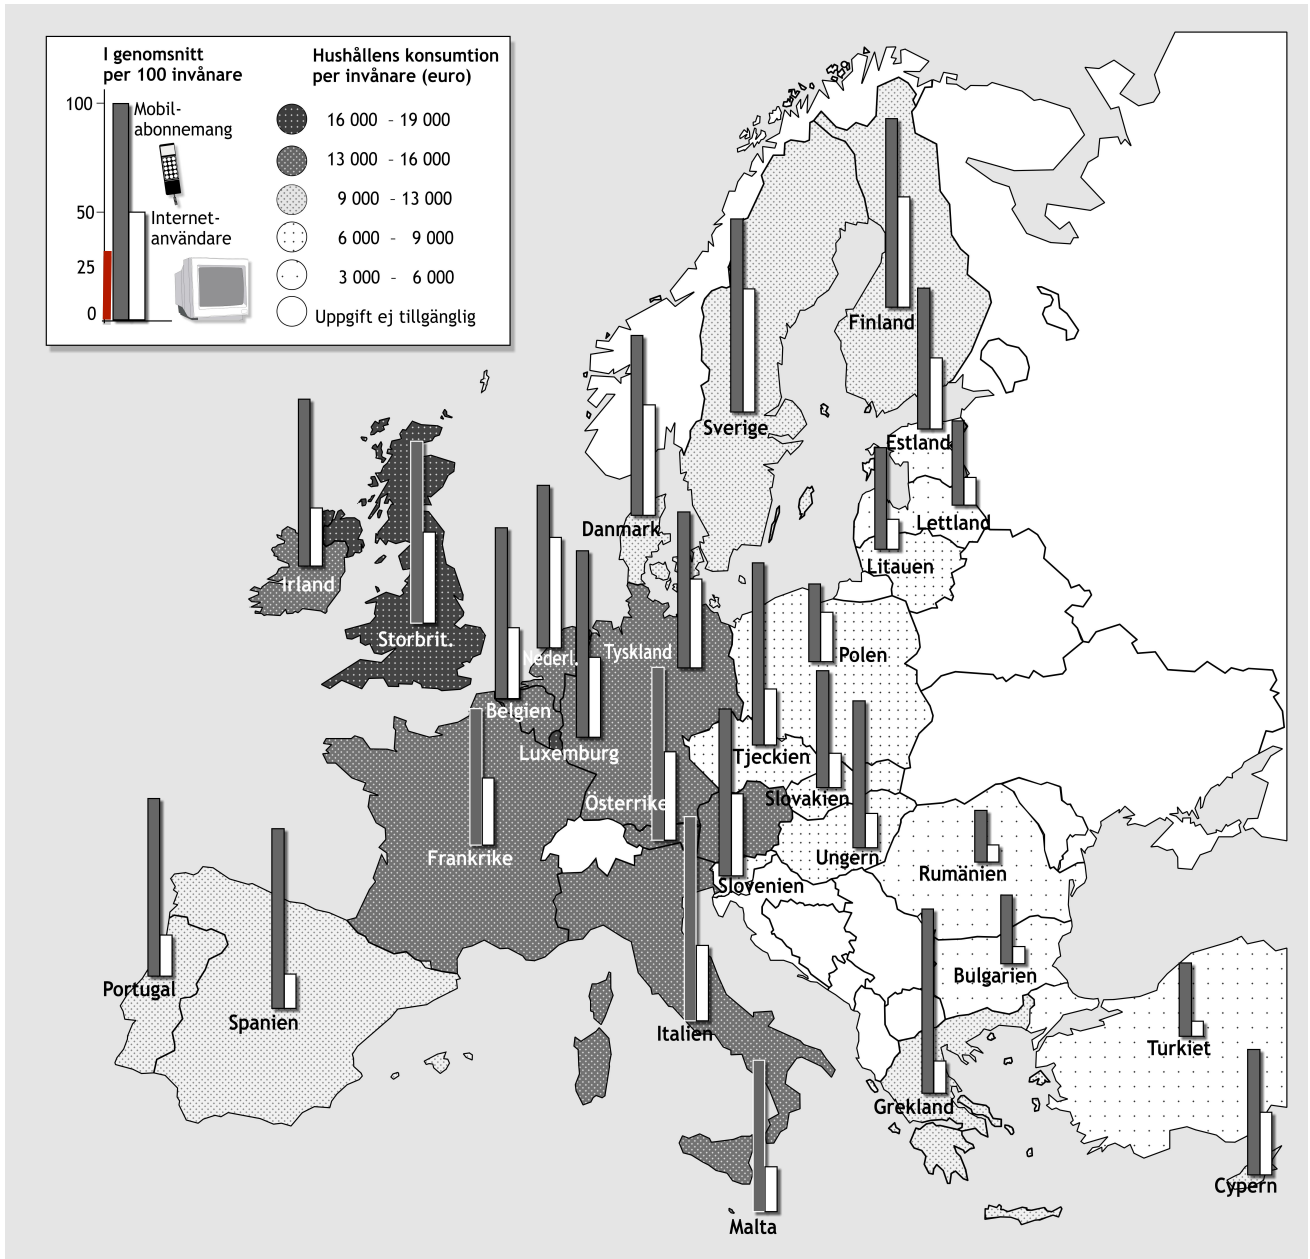 I genomsnitt
per 100 invånare
100
Mobil-
abonnemang
50
Internet-
användare
25
0
Hushållens konsumtion
per invånare (euro)
16 000 - 19 000
13 000 - 16 000
9 000 - 13 000
6 000 - 9 000
3 000 - 6 000
Uppgift ej tillgänglig
Finland
Sverige
Estland
Danmark
Lettland
Litauen
Irland
Storbrit.
Nederl.
Tyskland
Polen
Belgien
Luxemburg
Tjeckien
Slovakien
Österrike
Frankrike
Ungern
Rumänien
Slovenien
Portugal
Bulgarien
Spanien
Italien
Turkiet
Grekland
Cypern
Malta